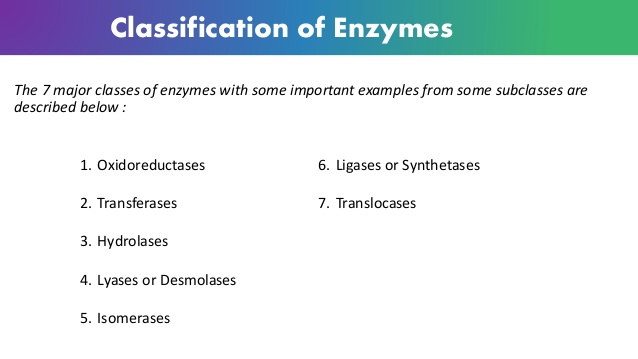 Classification of Enzymes
The 7 major classes of enzymes with some important examples from some subclasses are
described below :
1. Oxidoreductases
2. Transferases
3. Hydrolases
4. Lyases or Desmolases
5. Isomerases
6. Ligases or Synthetases
7. Translocases